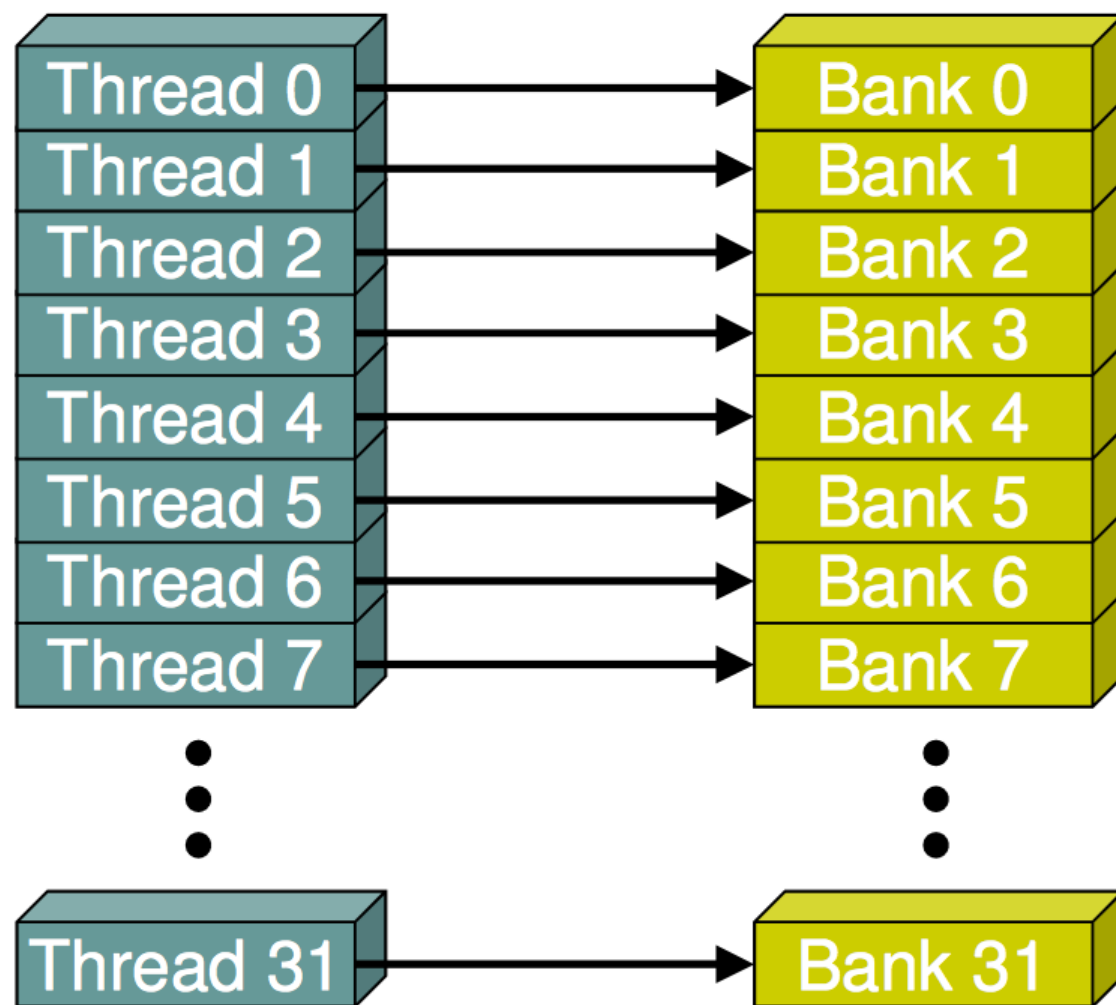 Thread 0
Bank 0
Thread 1
Bank 1
Thread 2
Bank 2
Thread 3
Bank 3
Thread 4
Bank 4
Thread 5
Bank 5
Thread 6
Bank 6
Thread 7
Bank 7
Thread 31
Bank 31